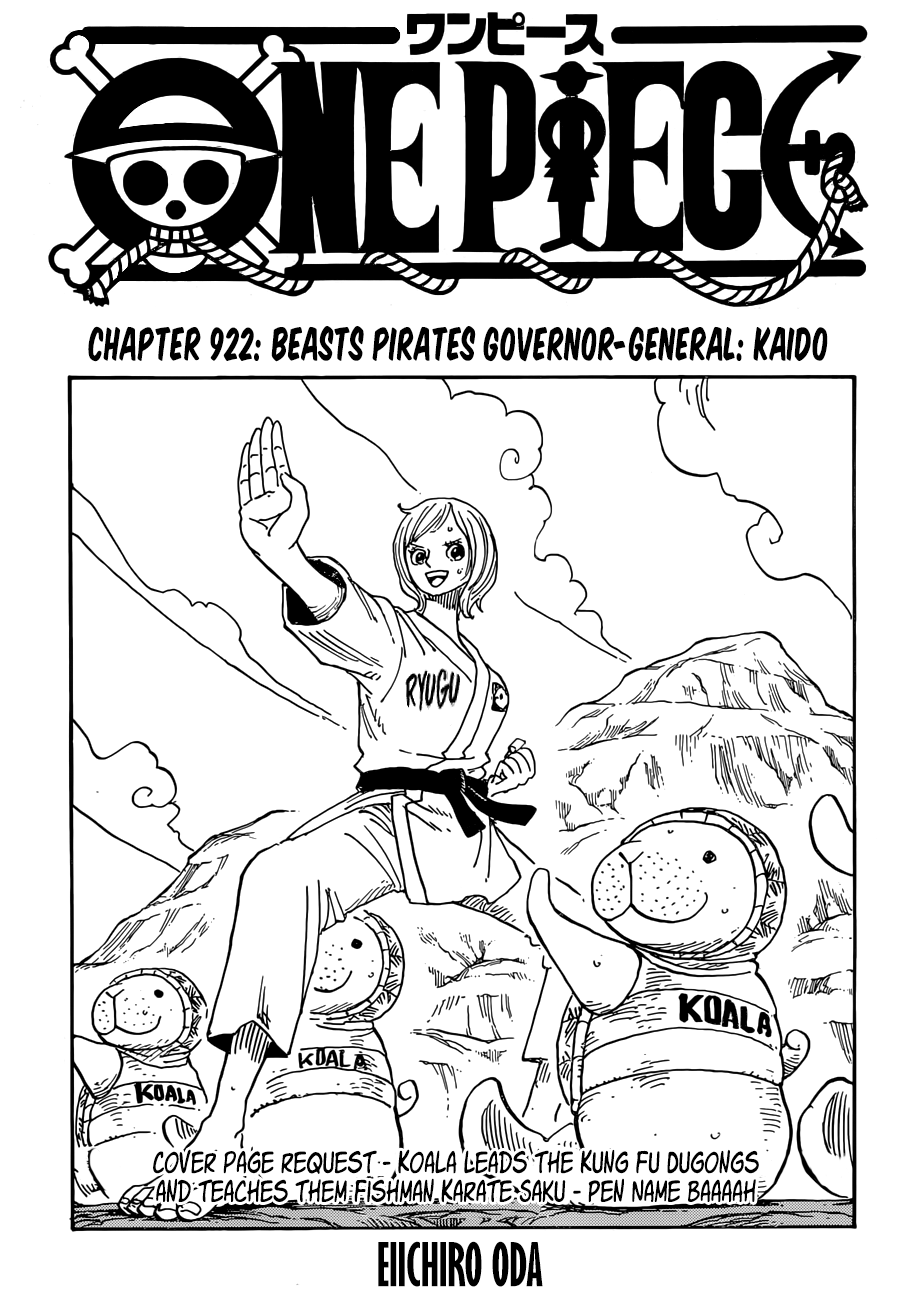 ワンピース
ONE PIECE
CHAPTER 922: BEASTS PIRATES GOVERNOR-GENERAL: KAIDO
RYUGU
KOALA
KOALA
KOALA
COVER PAGE REQUEST - KOALA LEADS THE KUNG FU DUGONGS
AND TEACHES THEM FISHMAN KARATE SAKU - PEN NAME BAAAAH
EIICHIRO ODA